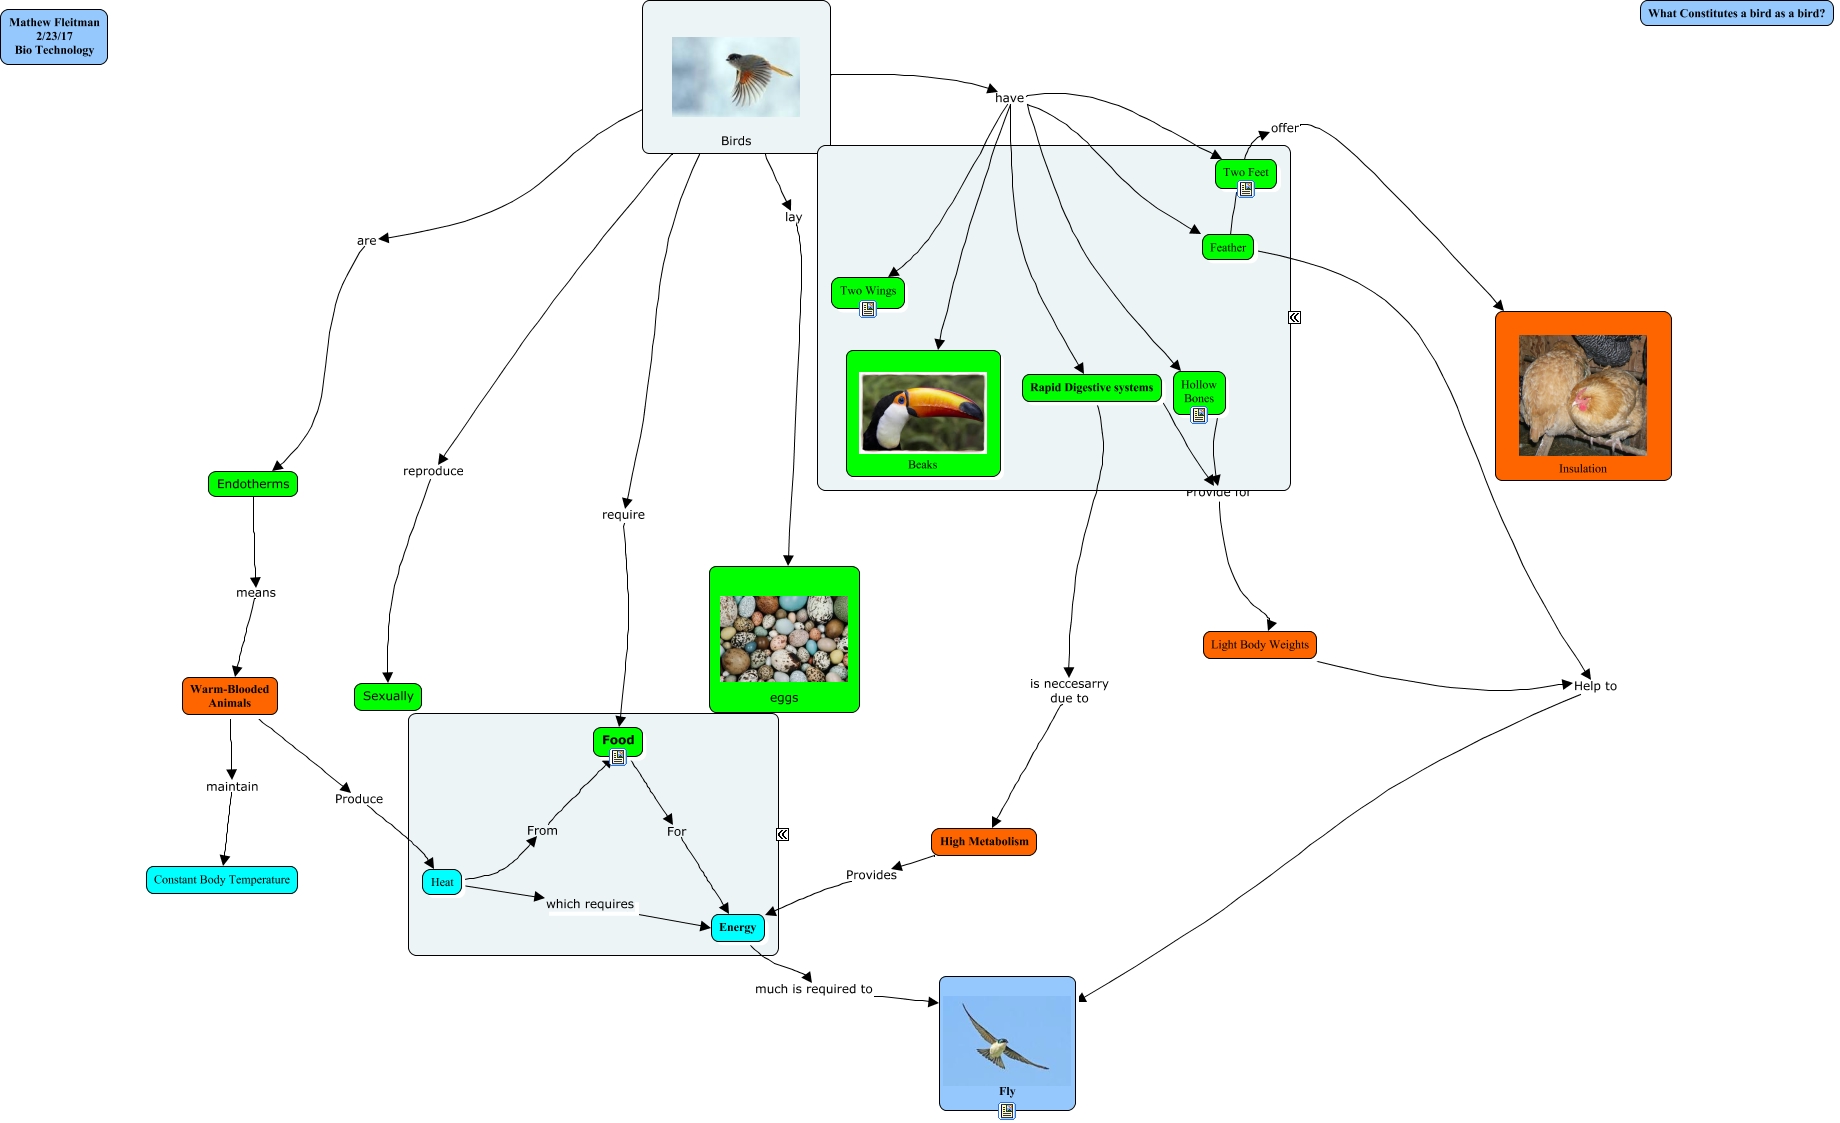 Mathew Fleitman
2/23/17
Bio Technology
What Constitutes a bird as a bird?
Birds
have
offer
Two Feet
lay
are
Feather
Two Wings
Rapid Digestive systems
Hollow
Bones
Beaks
Insulation
reproduce
Endotherms
Provide for
require
means
Light Body Weights
is neccesarry
due to
Help to
Warm-Blooded
Animals
Sexually
eggs
Food
maintain
Produce
From
For
High Metabolism
Provides
Constant Body Temperature
Heat
which requires
Energy
much is required to
Fly